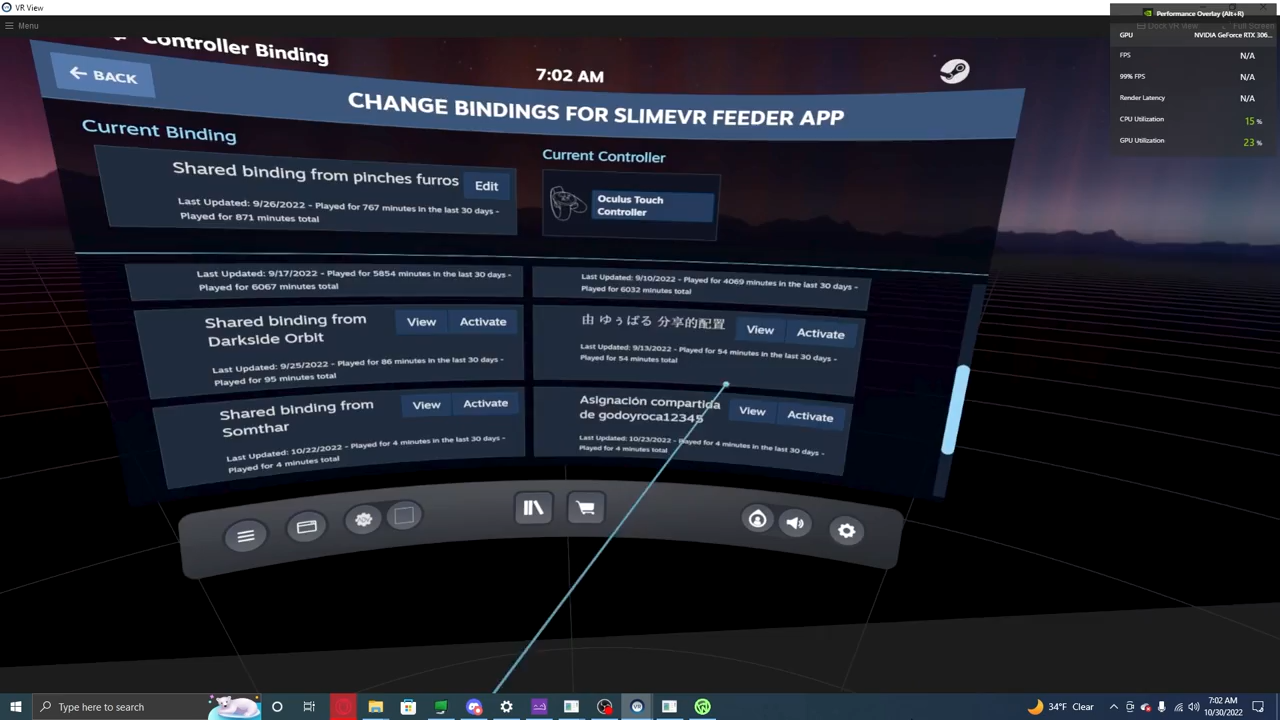 VR View
Menu
Dock VR View
Full Screen
Performance Overlay (Alt+R)
GPU NVIDIA GeForce RTX 306...
FPS N/A
99% FPS N/A
Render Latency N/A
CPU Utilization 15 %
GPU Utilization 23 %
Controller Binding
7:02 AM
← BACK
CHANGE BINDINGS FOR SLIMEVR FEEDER APP
Current Binding
Shared binding from pinches furros
Edit
Last Updated: 9/26/2022 - Played for 767 minutes in the last 30 days -
Played for 871 minutes total
Current Controller
Oculus Touch
Controller
Last Updated: 9/17/2022 - Played for 5854 minutes in the last 30 days -
Played for 6067 minutes total
Last Updated: 9/10/2022 - Played for 4069 minutes in the last 30 days -
Played for 6032 minutes total
Shared binding from
Darkside Orbit
View
Activate
Last Updated: 9/25/2022 - Played for 86 minutes in the last 30 days -
Played for 95 minutes total
由 ゆぅぱる 分享的配置
View
Activate
Last Updated: 9/13/2022 - Played for 54 minutes in the last 30 days -
Played for 54 minutes total
Shared binding from
Somthar
View
Activate
Last Updated: 10/22/2022 - Played for 4 minutes in the last 30 days -
Played for 4 minutes total
Asignación compartida
de godoyroca12345
View
Activate
Last Updated: 10/23/2022 - Played for 4 minutes in the last 30 days -
Played for 4 minutes total
Type here to search
34°F Clear
7:02 AM
10/30/2022